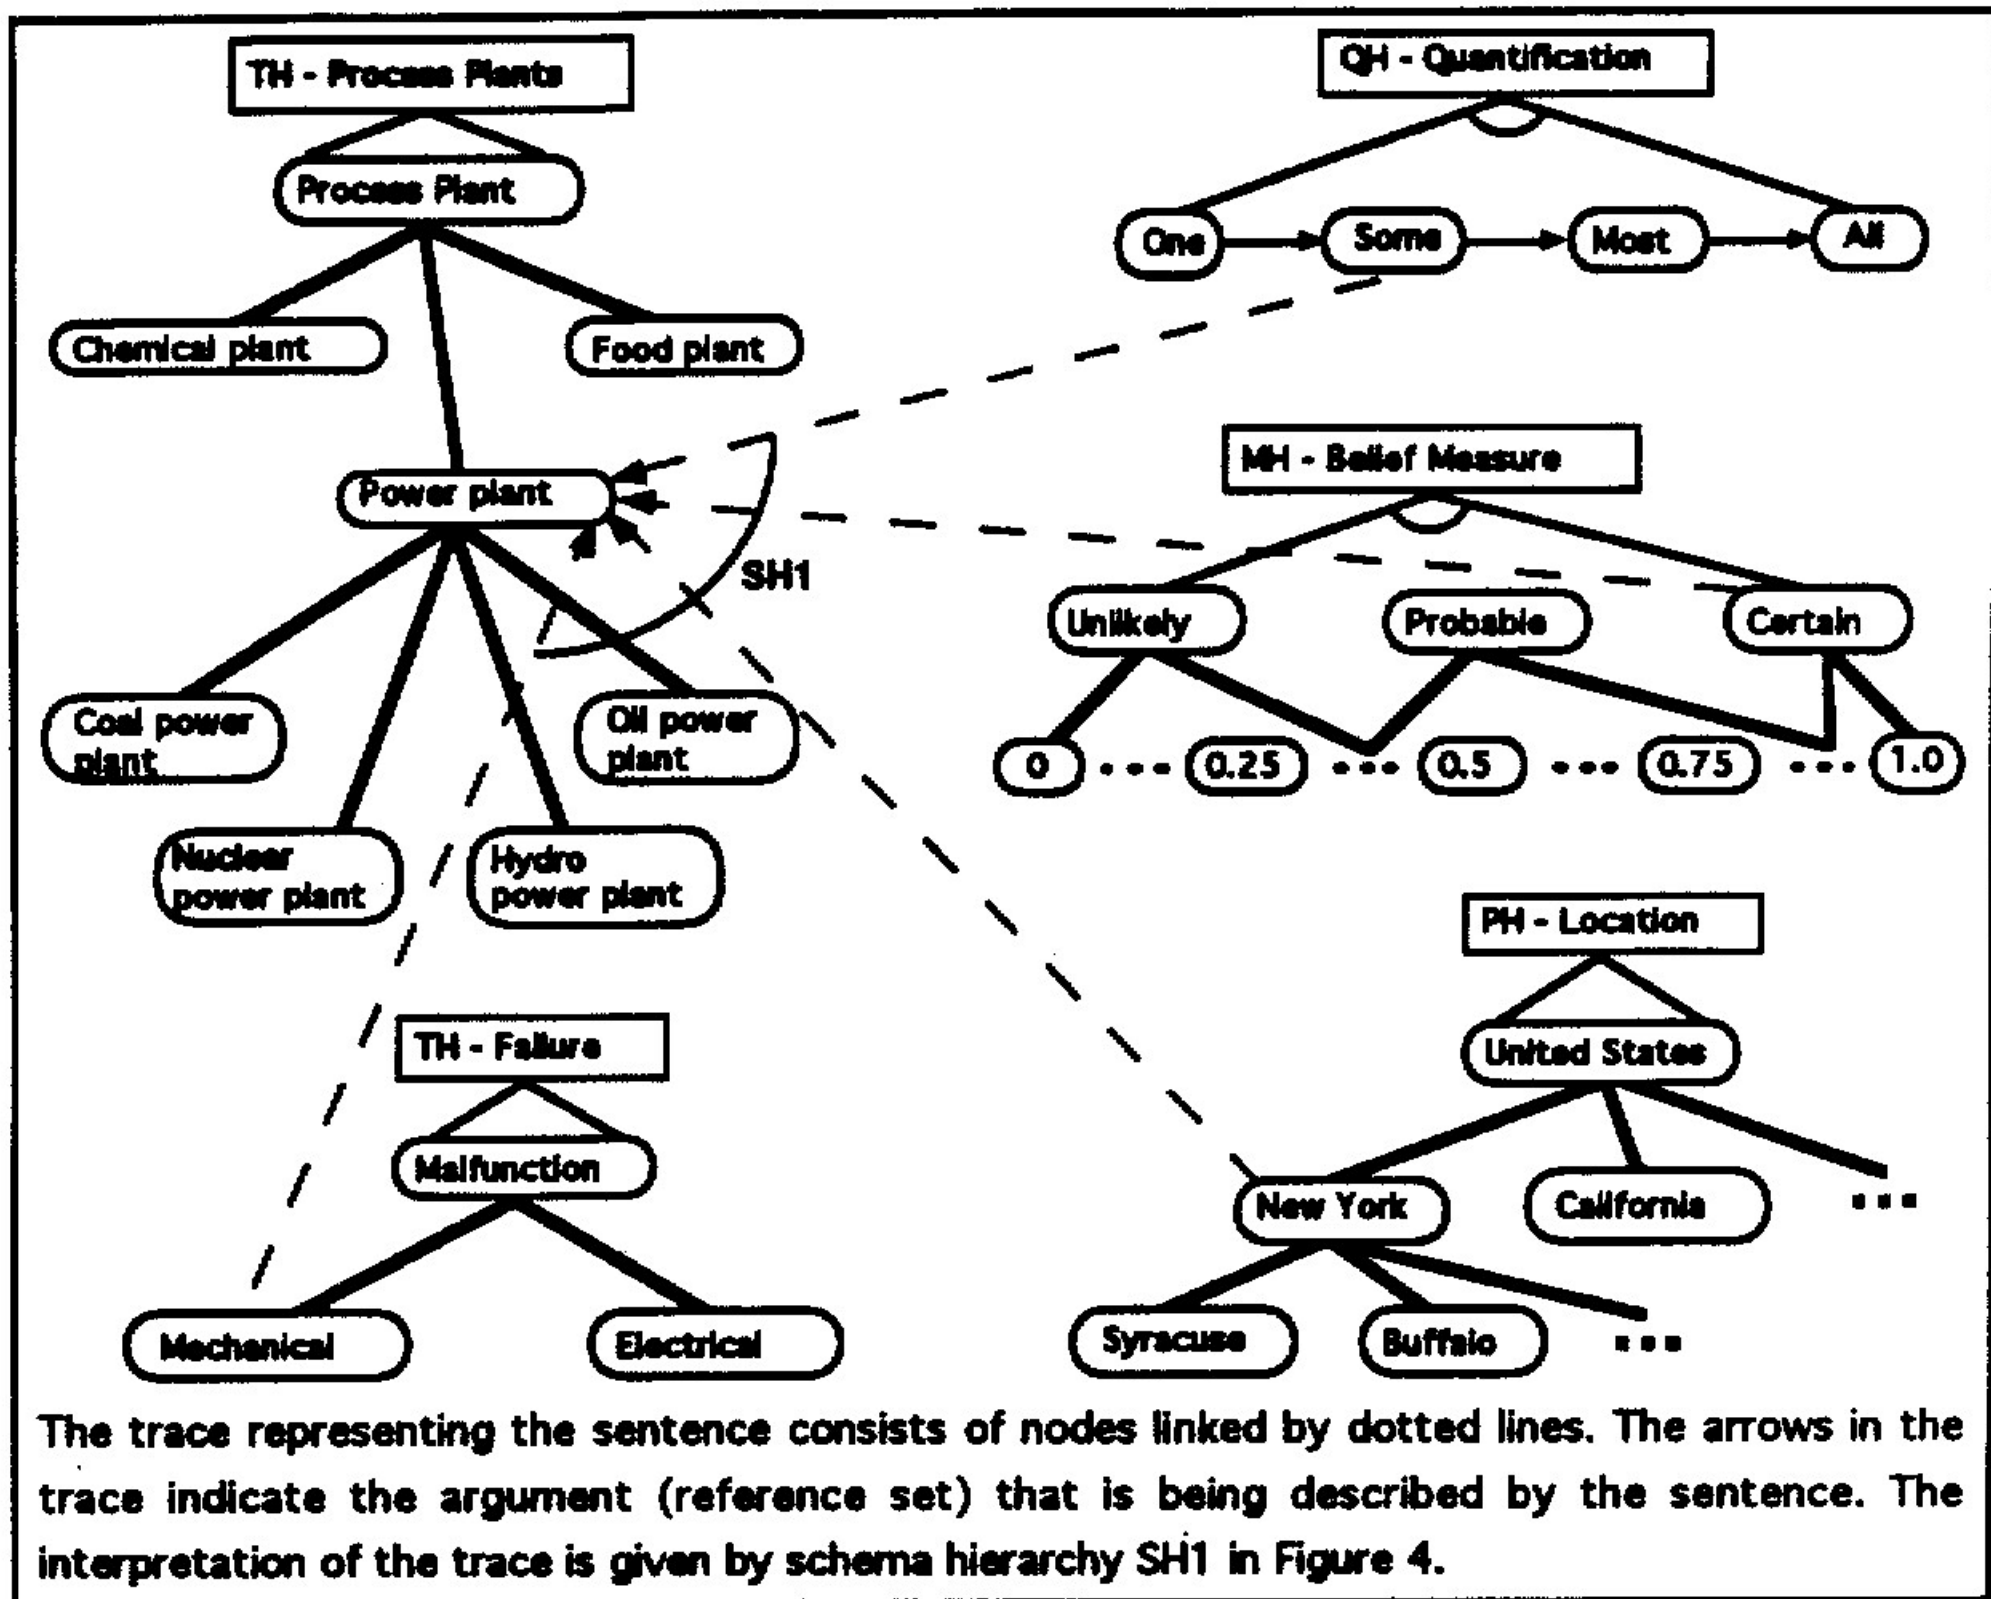 TH - Process Plants
Process Plant
Chemical plant
Food plant
Power plant
SH1
Coal power
plant
Oil power
plant
Nuclear
power plant
Hydro
power plant
TH - Failure
Malfunction
Mechanical
Electrical
QH - Quantification
One
Some
Most
All
MH - Belief Measure
Unlikely
Probable
Certain
0 ... 0.25 ... 0.5 ... 0.75 ... 1.0
PH - Location
United States
New York
California
...
Syracuse
Buffalo
...
The trace representing the sentence consists of nodes linked by dotted lines. The arrows in the
trace indicate the argument (reference set) that is being described by the sentence. The
interpretation of the trace is given by schema hierarchy SH1 in Figure 4.